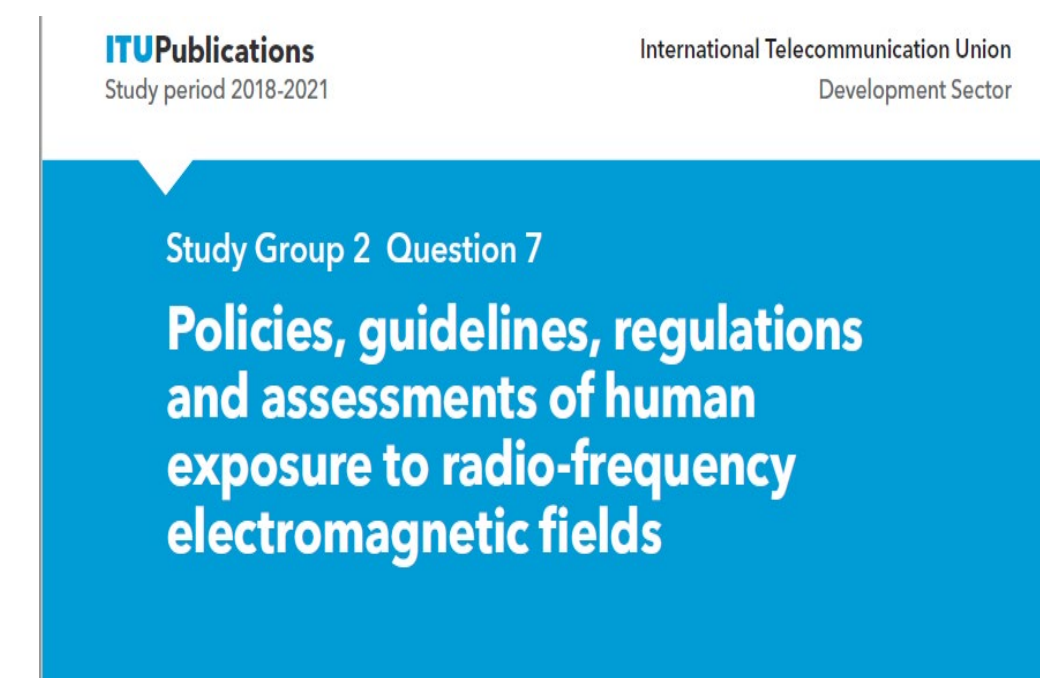 ITUPublications
International Telecommunication Union
Study period 2018-2021
Development Sector
Study Group 2 Question 7
Policies, guidelines, regulations
and assessments of human
exposure to radio-frequency
electromagnetic fields